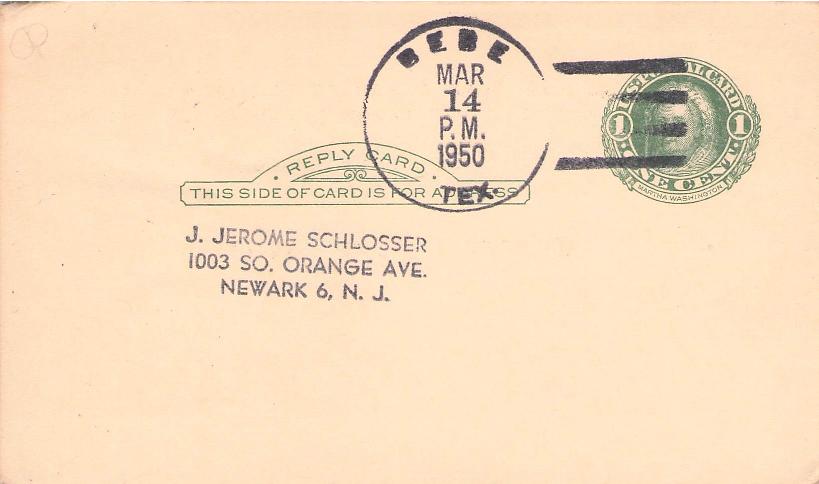 BEBE
MAR
14
P.M.
1950
TEX.
U.S. POSTAL CARD
1 1
ONE CENT
MARTHA WASHINGTON
REPLY CARD
THIS SIDE OF CARD IS FOR ADDRESS
J. JEROME SCHLOSSER
1003 SO. ORANGE AVE.
NEWARK 6, N. J.